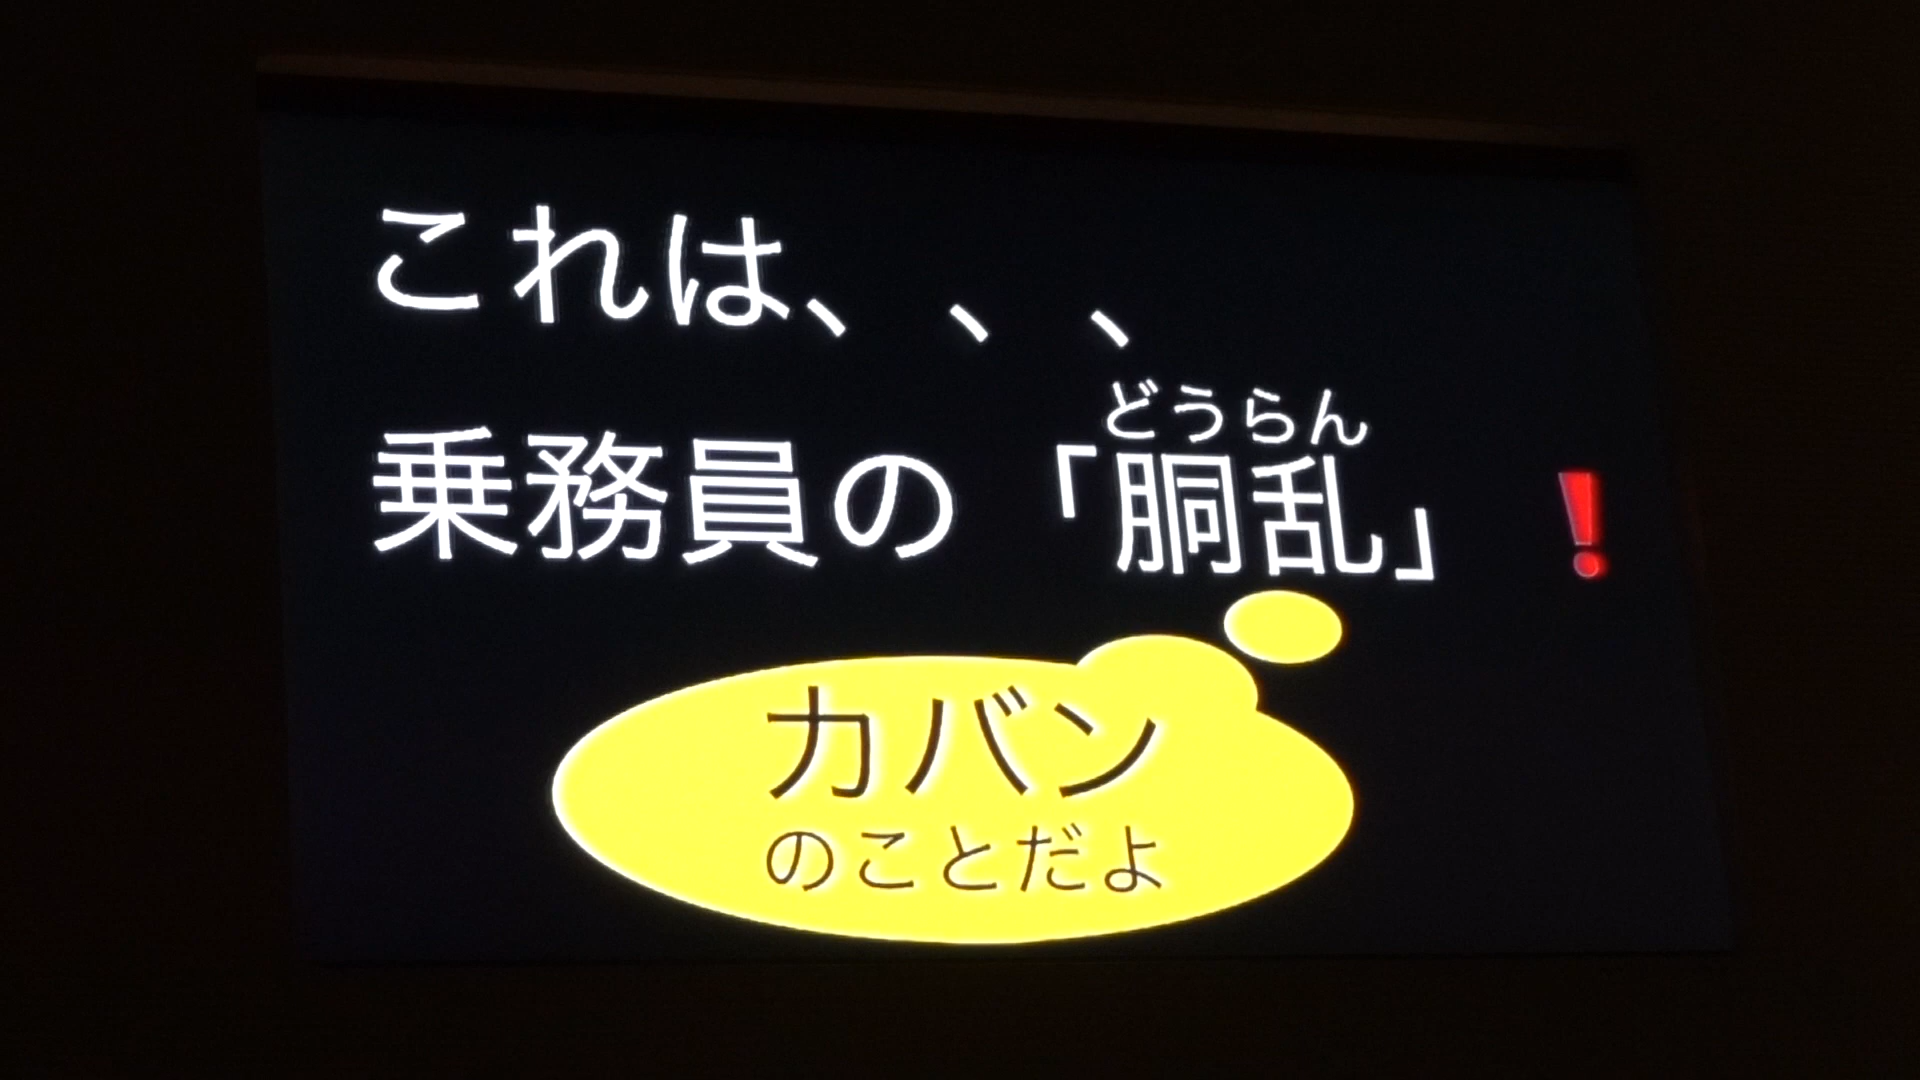 これは、、、
どうらん
乗務員の「胴乱」❗
カバン
のことだよ